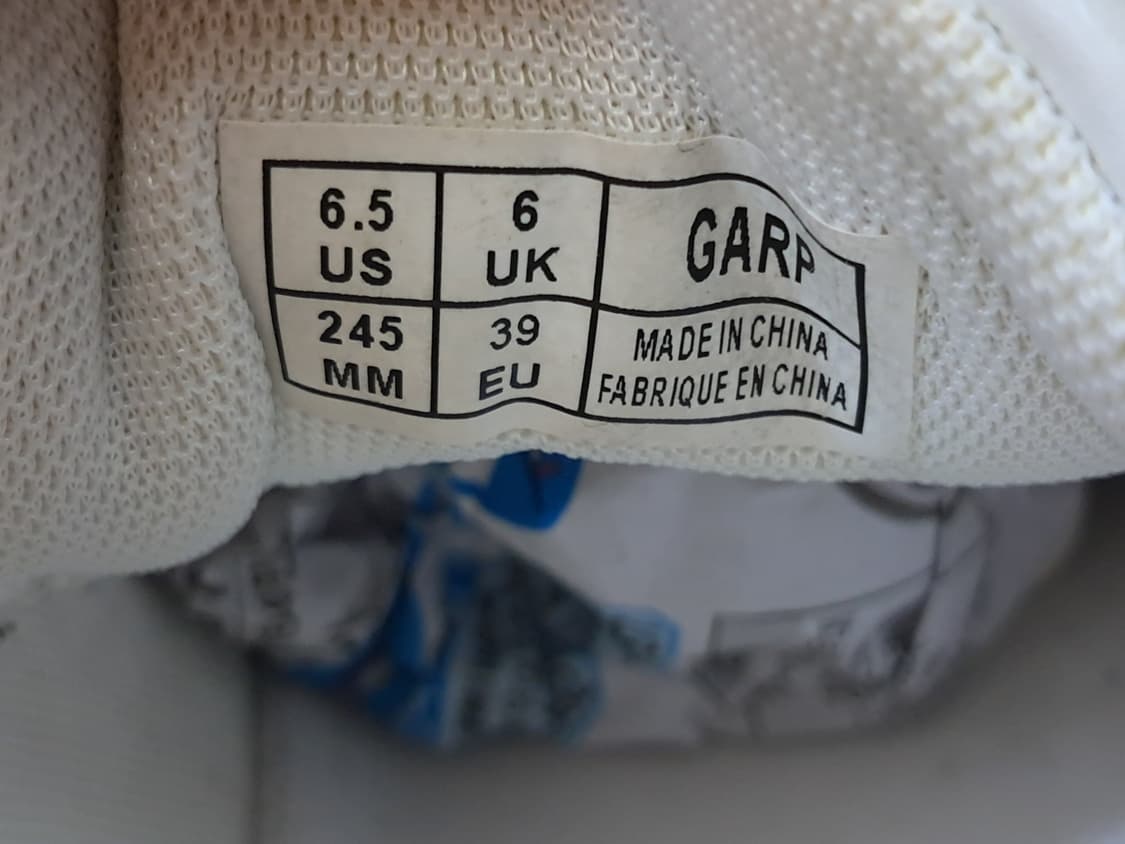 6.5
US
6
UK
GARP
245
MM
39
EU
MADE IN CHINA
FABRIQUE EN CHINA